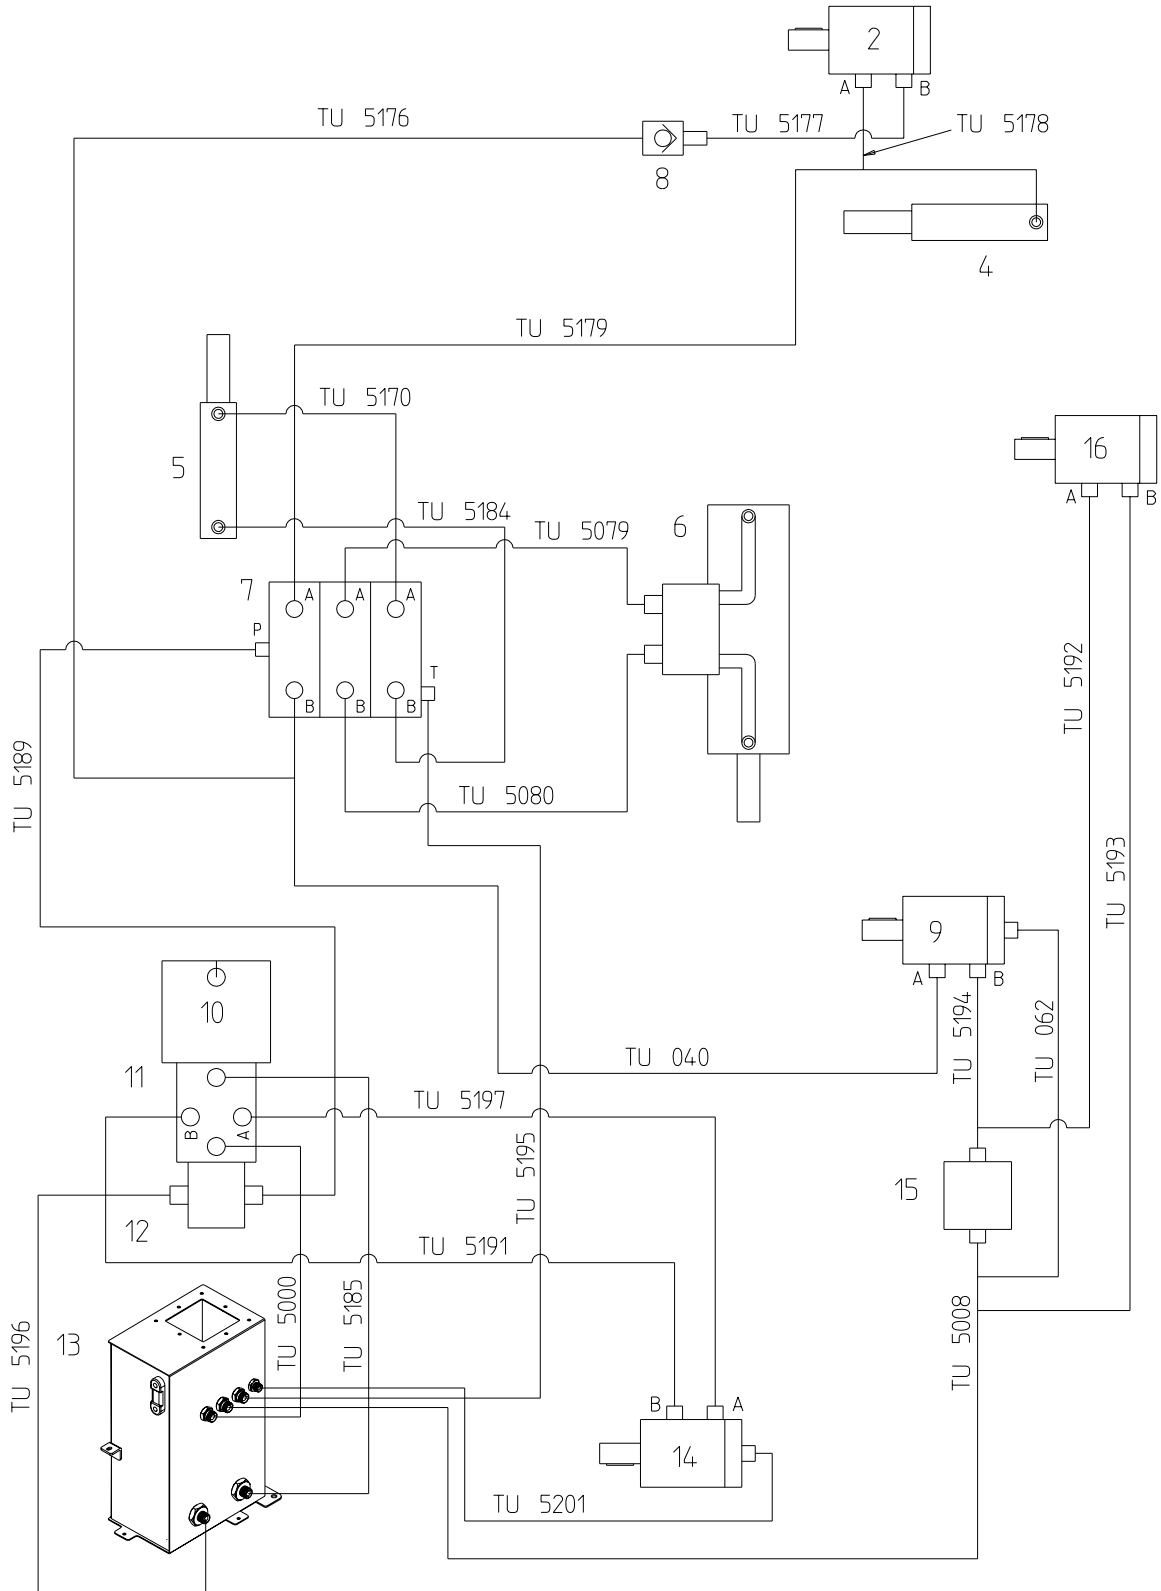 2
A
B
TU 5176
TU 5177
TU 5178
8
4
TU 5179
TU 5170
5
16
A
B
TU 5184
TU 5079
6
7
A
A
A
P
T
B
B
B
TU 5192
TU 5189
TU 5080
TU 5193
9
A
B
10
TU 5194
TU 062
TU 040
11
TU 5197
B
A
TU 5195
15
12
TU 5191
TU 5000
TU 5185
TU 5008
TU 5196
13
B
A
14
TU 5201